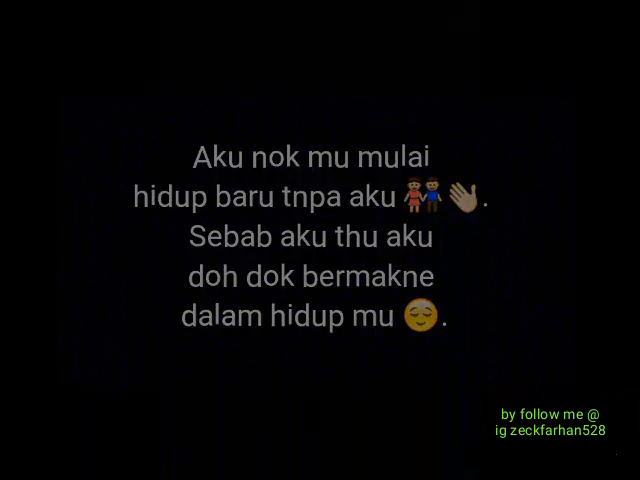 Aku nok mu mulai
hidup baru tnpa aku 👫👋.
Sebab aku thu aku
doh dok bermakne
dalam hidup mu 😌.
by follow me @
ig zeckfarhan528